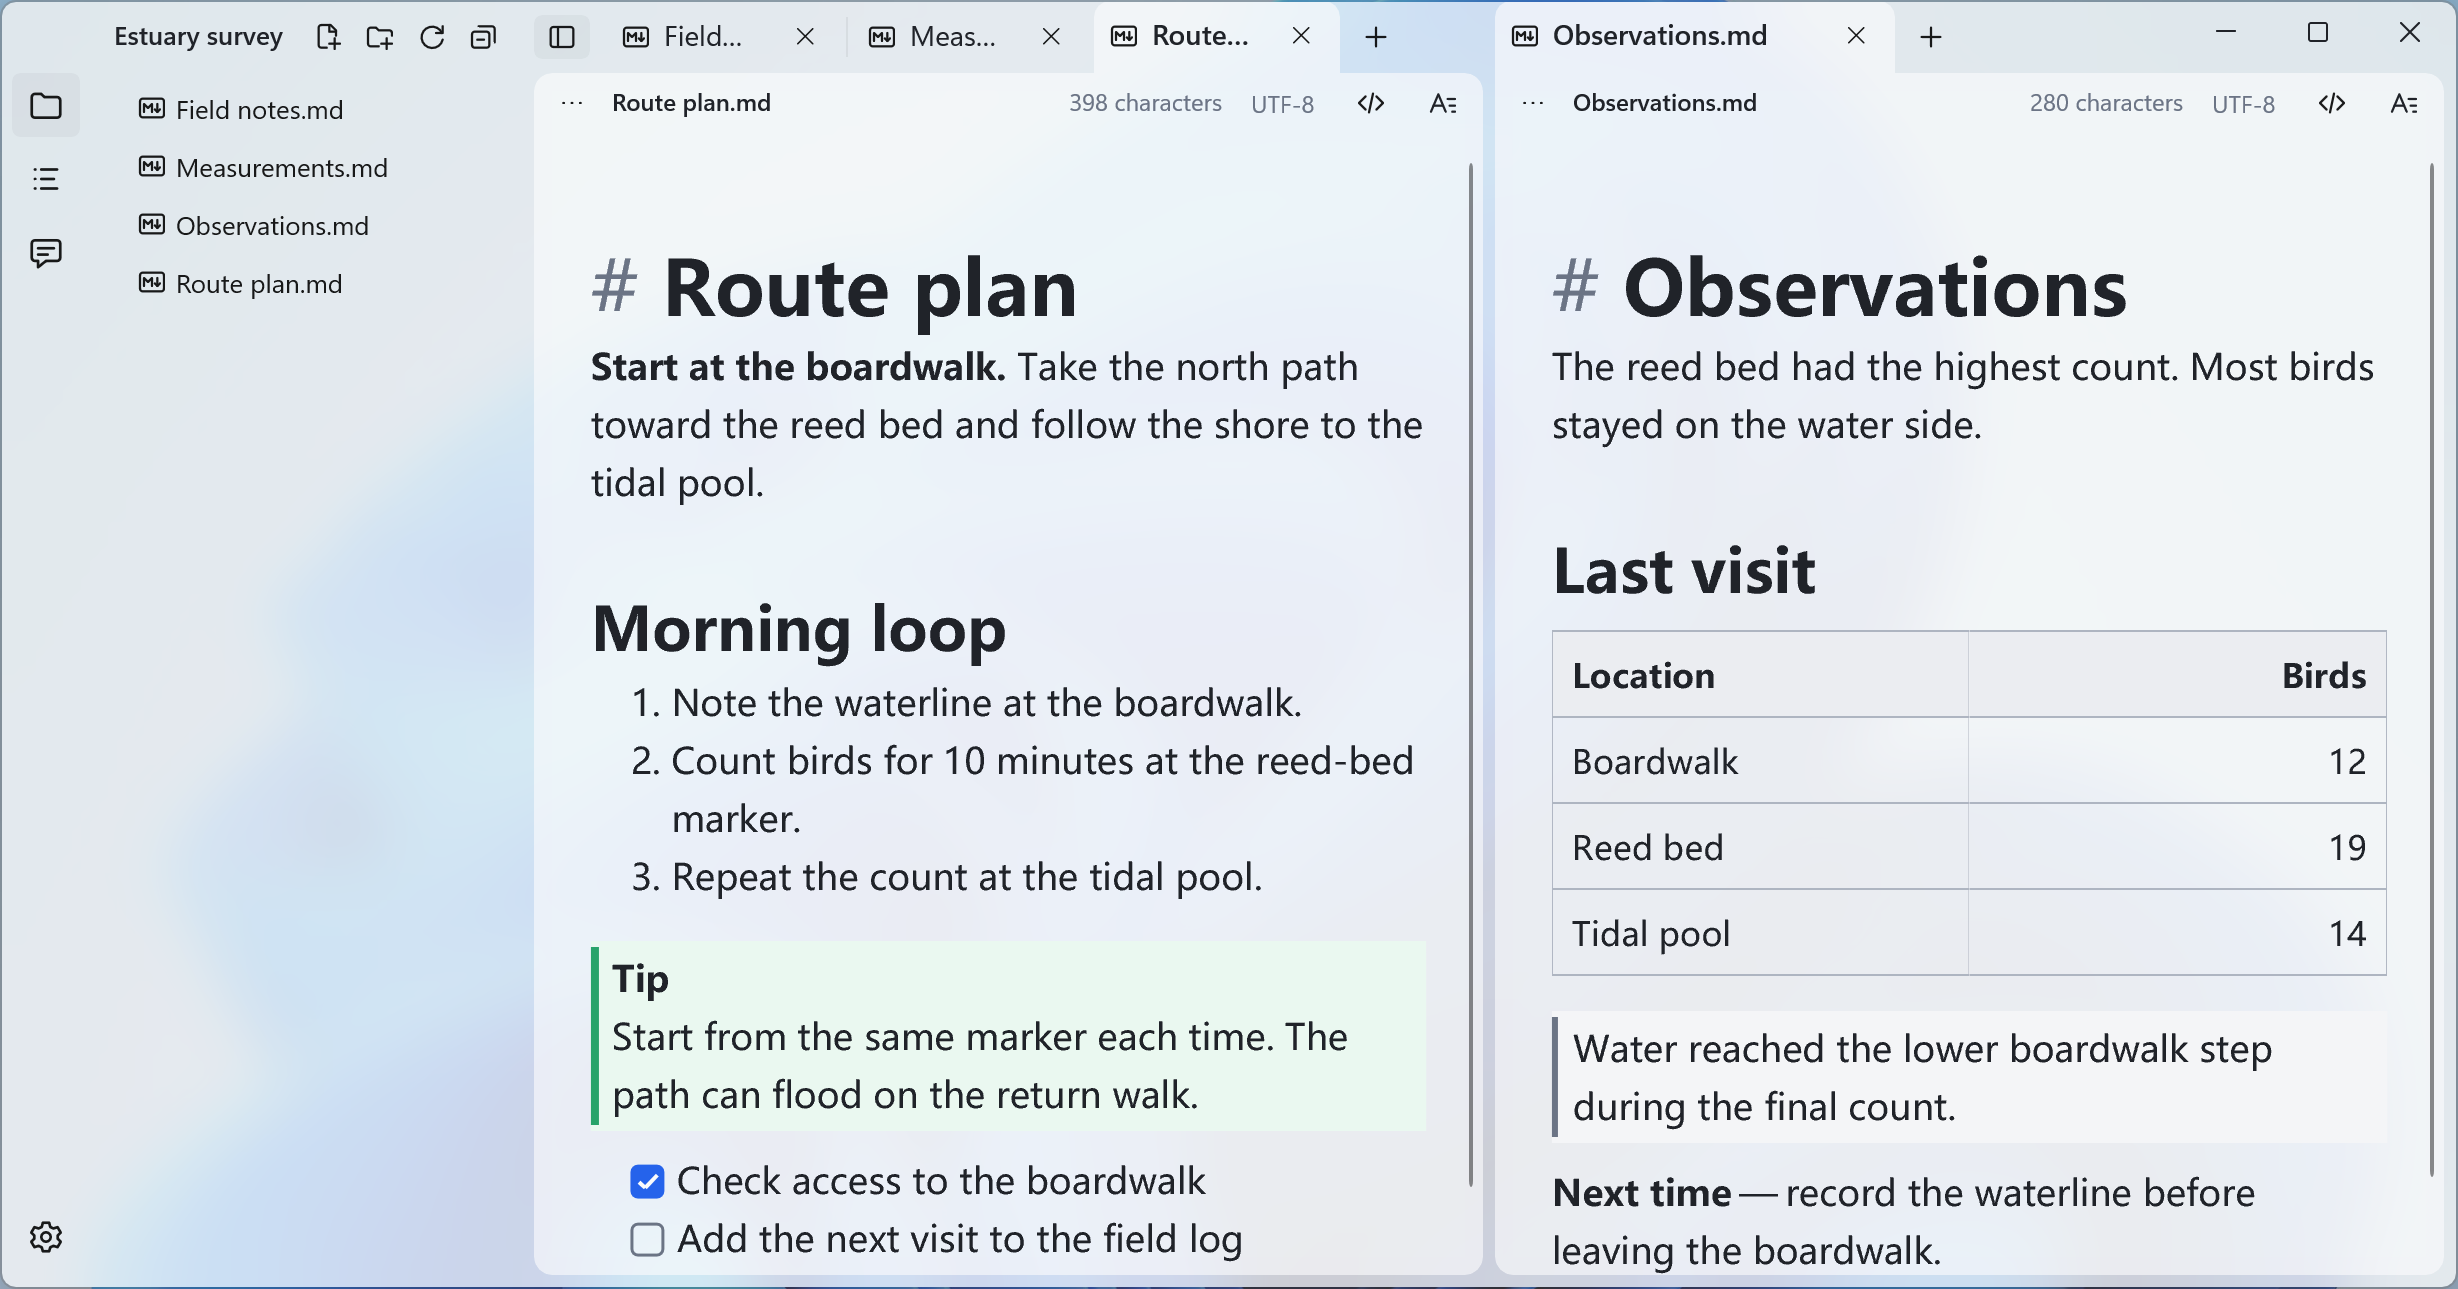 Estuary survey
Field...
Meas...
Route...
Observations.md
Field notes.md
Measurements.md
Observations.md
Route plan.md
Route plan.md
398 characters
UTF-8
# Route plan
Start at the boardwalk. Take the north path
toward the reed bed and follow the shore to the
tidal pool.
Morning loop
1. Note the waterline at the boardwalk.
2. Count birds for 10 minutes at the reed-bed
marker.
3. Repeat the count at the tidal pool.
Tip
Start from the same marker each time. The
path can flood on the return walk.
Check access to the boardwalk
Add the next visit to the field log
Observations.md
280 characters
UTF-8
# Observations
The reed bed had the highest count. Most birds
stayed on the water side.
Last visit
Location Birds
Boardwalk 12
Reed bed 19
Tidal pool 14
Water reached the lower boardwalk step
during the final count.
Next time — record the waterline before
leaving the boardwalk.